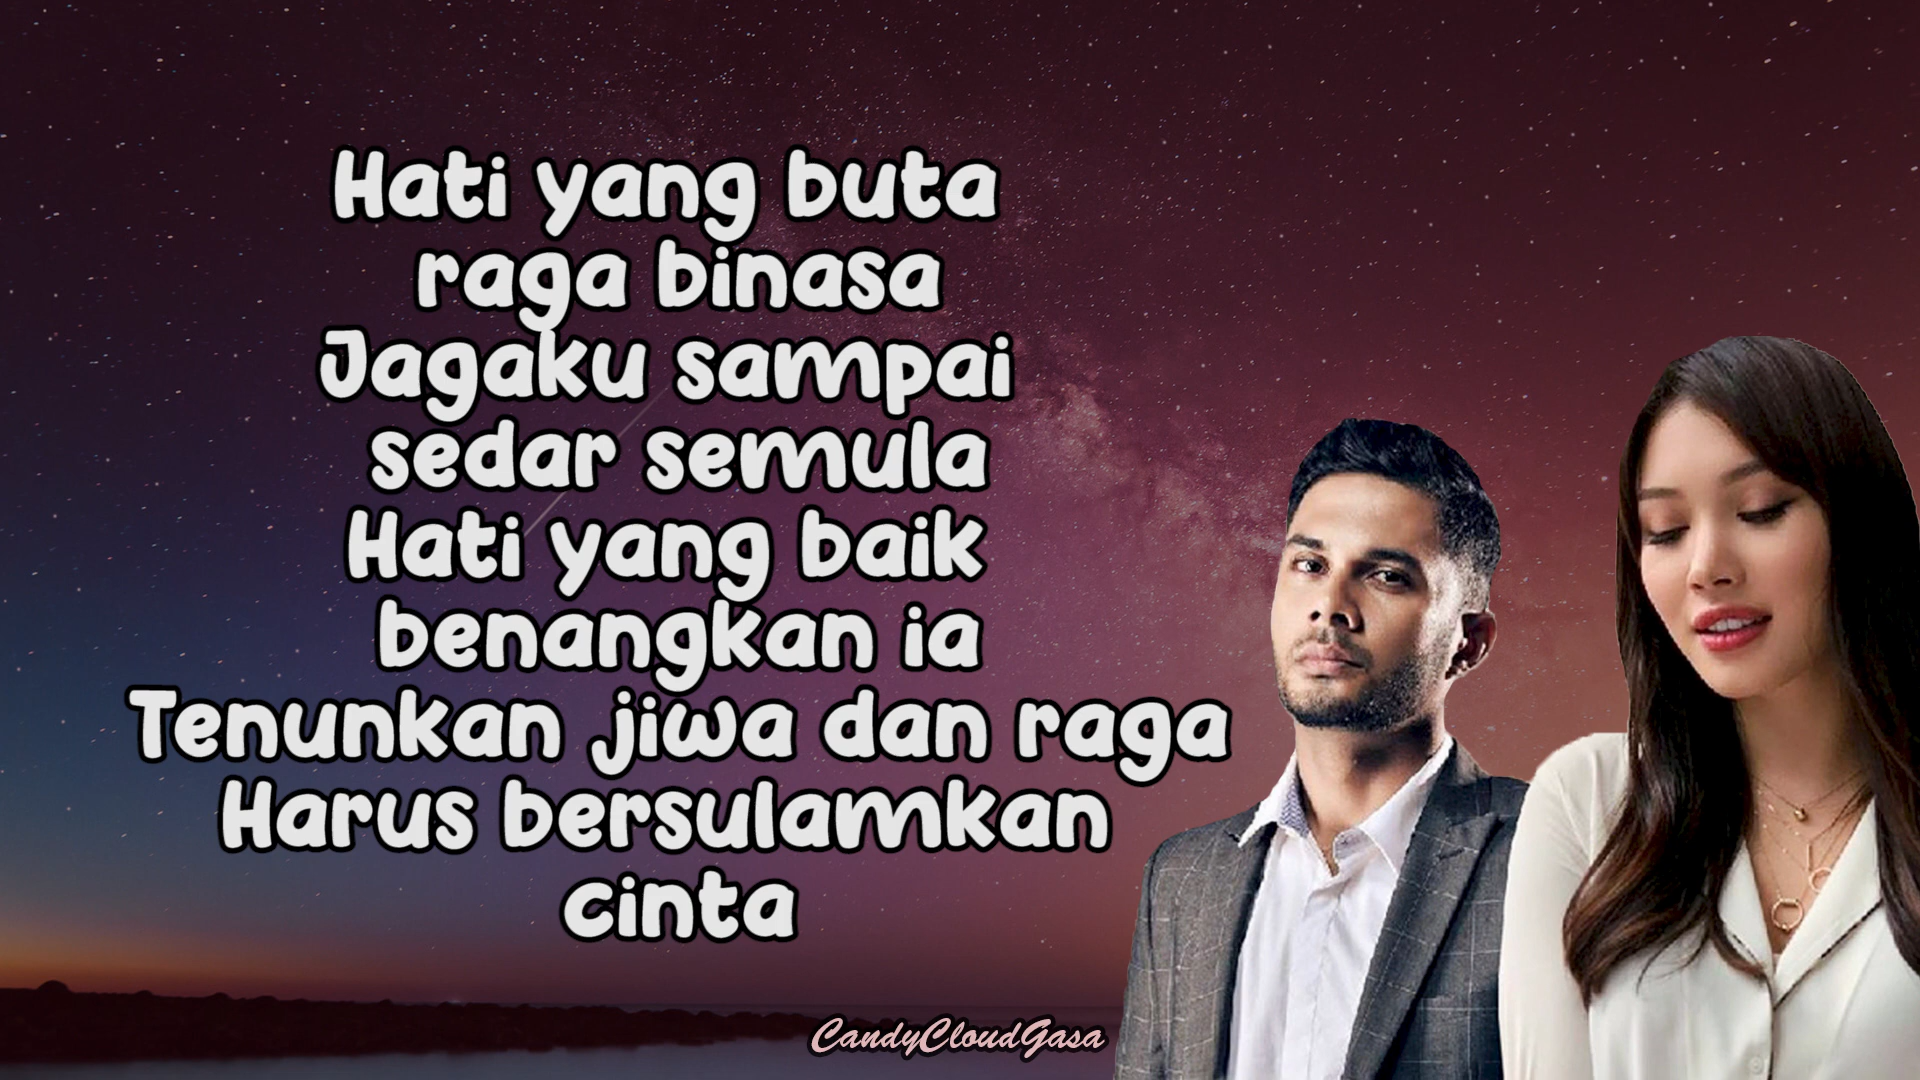 Hati yang buta
raga binasa
Jagaku sampai
sedar semula
Hati yang baik
benangkan ia
Tenunkan jiwa dan raga
Harus bersulamkan
cinta
CandyCloudGasa